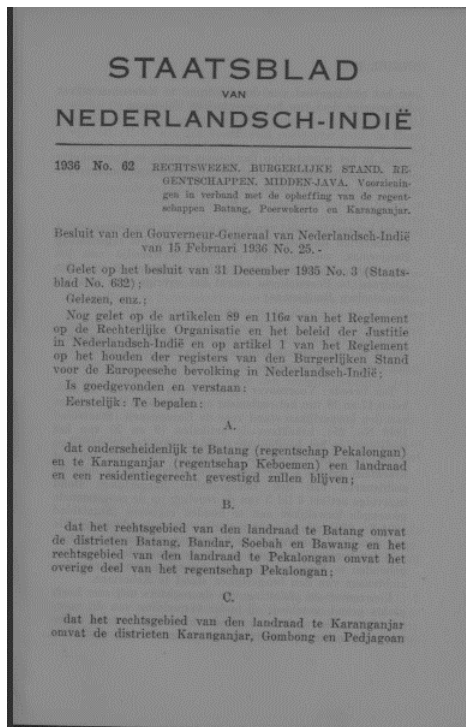 STAATSBLAD
VAN
NEDERLANDSCH-INDIË
1936 No. 62 RECHTSWEZEN. BURGERLIJKE STAND. RE-
GENTSCHAPPEN. MIDDEN-JAVA. Voorzienin-
gen in verband met de opheffing van de regent-
schappen Batang, Poerwokerto en Karanganjar.
Besluit van den Gouverneur-Generaal van Nederlandsch-Indië
van 15 Februari 1936 No. 25. -
Gelet op het besluit van 31 December 1935 No. 3 (Staats-
blad No. 632);
Gelezen, enz.;
Nog gelet op de artikelen 89 en 116a van het Reglement
op de Rechterlijke Organisatie en het beleid der Justitie
in Nederlandsch-Indië en op artikel 1 van het Reglement
op het houden der registers van den Burgerlijken Stand
voor de Europeesche bevolking in Nederlandsch-Indië;
Is goedgevonden en verstaan:
Eerstelijk: Te bepalen:
A.
dat onderscheidenlijk te Batang (regentschap Pekalongan)
en te Karanganjar (regentschap Keboemen) een landraad
en een residentiegerecht gevestigd znllen blijven;
B.
dat het rechtsgebied van den landraad te Batang omvat
de districten Batang, Bandar, Soebah en Bawang en het
rechtsgebied van den landraad te Pekalongan omvat het
overige deel van het regentschap Pekalongan;
C.
dat het rechtsgebied van den landraad te Karanganjar
omvat de districten Karanganjar, Gombong en Pedjagoan